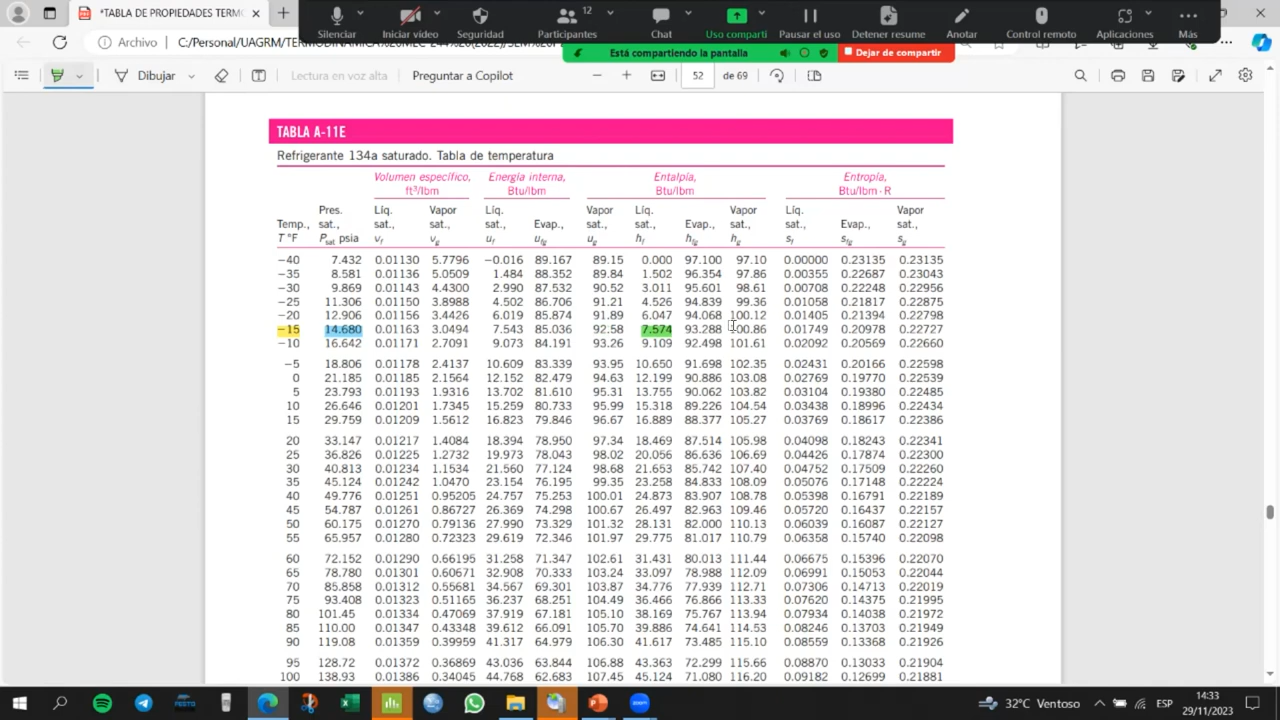 *TABLA DE PROPIEDADES TERMO
12
Silenciar Iniciar video Seguridad Participantes Chat Uso comparti Pausar el uso Detener resume Anotar Control remoto Aplicaciones Más
Archivo C:/Personal/UAGRM/
Está compartiendo la pantalla Dejar de compartir
Dibujar Lectura en voz alta Preguntar a Copilot 52 de 69
TABLA A-11E
Refrigerante 134a saturado. Tabla de temperatura
Volumen específico, Energía interna, Entalpía, Entropía,
ft³/lbm Btu/lbm Btu/lbm Btu/lbm · R
Pres. Líq. Vapor Líq. Vapor Líq. Vapor Líq. Vapor
Temp., sat., sat., sat., sat., Evap., sat., sat., Evap., sat., sat., Evap., sat.,
T °F Psat psia vf vg uf ufg ug hf hfg hg sf sfg sg
−40 7.432 0.01130 5.7796 −0.016 89.167 89.15 0.000 97.100 97.10 0.00000 0.23135 0.23135
−35 8.581 0.01136 5.0509 1.484 88.352 89.84 1.502 96.354 97.86 0.00355 0.22687 0.23043
−30 9.869 0.01143 4.4300 2.990 87.532 90.52 3.011 95.601 98.61 0.00708 0.22248 0.22956
−25 11.306 0.01150 3.8988 4.502 86.706 91.21 4.526 94.839 99.36 0.01058 0.21817 0.22875
−20 12.906 0.01156 3.4426 6.019 85.874 91.89 6.047 94.068 100.12 0.01405 0.21394 0.22798
−15 14.680 0.01163 3.0494 7.543 85.036 92.58 7.574 93.288 100.86 0.01749 0.20978 0.22727
−10 16.642 0.01171 2.7091 9.073 84.191 93.26 9.109 92.498 101.61 0.02092 0.20569 0.22660
−5 18.806 0.01178 2.4137 10.609 83.339 93.95 10.650 91.698 102.35 0.02431 0.20166 0.22598
0 21.185 0.01185 2.1564 12.152 82.479 94.63 12.199 90.886 103.08 0.02769 0.19770 0.22539
5 23.793 0.01193 1.9316 13.702 81.610 95.31 13.755 90.062 103.82 0.03104 0.19380 0.22485
10 26.646 0.01201 1.7345 15.259 80.733 95.99 15.318 89.226 104.54 0.03438 0.18996 0.22434
15 29.759 0.01209 1.5612 16.823 79.846 96.67 16.889 88.377 105.27 0.03769 0.18617 0.22386
20 33.147 0.01217 1.4084 18.394 78.950 97.34 18.469 87.514 105.98 0.04098 0.18243 0.22341
25 36.826 0.01225 1.2732 19.973 78.043 98.02 20.056 86.636 106.69 0.04426 0.17874 0.22300
30 40.813 0.01234 1.1534 21.560 77.124 98.68 21.653 85.742 107.40 0.04752 0.17509 0.22260
35 45.124 0.01242 1.0470 23.154 76.195 99.35 23.258 84.833 108.09 0.05076 0.17148 0.22224
40 49.776 0.01251 0.95205 24.757 75.253 100.01 24.873 83.907 108.78 0.05398 0.16791 0.22189
45 54.787 0.01261 0.86727 26.369 74.298 100.67 26.497 82.963 109.46 0.05720 0.16437 0.22157
50 60.175 0.01270 0.79136 27.990 73.329 101.32 28.131 82.000 110.13 0.06039 0.16087 0.22127
55 65.957 0.01280 0.72323 29.619 72.346 101.97 29.775 81.017 110.79 0.06358 0.15740 0.22098
60 72.152 0.01290 0.66195 31.258 71.347 102.61 31.431 80.013 111.44 0.06675 0.15396 0.22070
65 78.780 0.01301 0.60671 32.908 70.333 103.24 33.097 78.988 112.09 0.06991 0.15053 0.22044
70 85.858 0.01312 0.55681 34.567 69.301 103.87 34.776 77.939 112.71 0.07306 0.14713 0.22019
75 93.408 0.01323 0.51165 36.237 68.251 104.49 36.466 76.866 113.33 0.07620 0.14375 0.21995
80 101.45 0.01334 0.47069 37.919 67.181 105.10 38.169 75.767 113.94 0.07934 0.14038 0.21972
85 110.00 0.01347 0.43348 39.612 66.091 105.70 39.886 74.641 114.53 0.08246 0.13703 0.21949
90 119.08 0.01359 0.39959 41.317 64.979 106.30 41.617 73.485 115.10 0.08559 0.13368 0.21926
95 128.72 0.01372 0.36869 43.036 63.844 106.88 43.363 72.299 115.66 0.08870 0.13033 0.21904
100 138.93 0.01386 0.34045 44.768 62.683 107.45 45.124 71.080 116.20 0.09182 0.12699 0.21881
FESTO zoom 32°C Ventoso ESP 14:33
29/11/2023